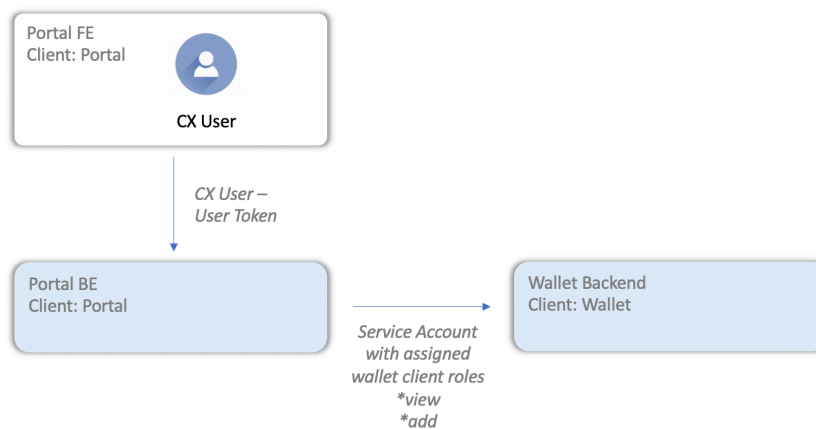 Portal FE
Client: Portal
CX User
CX User –
User Token
Portal BE
Client: Portal
Service Account
with assigned
wallet client roles
*view
*add
Wallet Backend
Client: Wallet